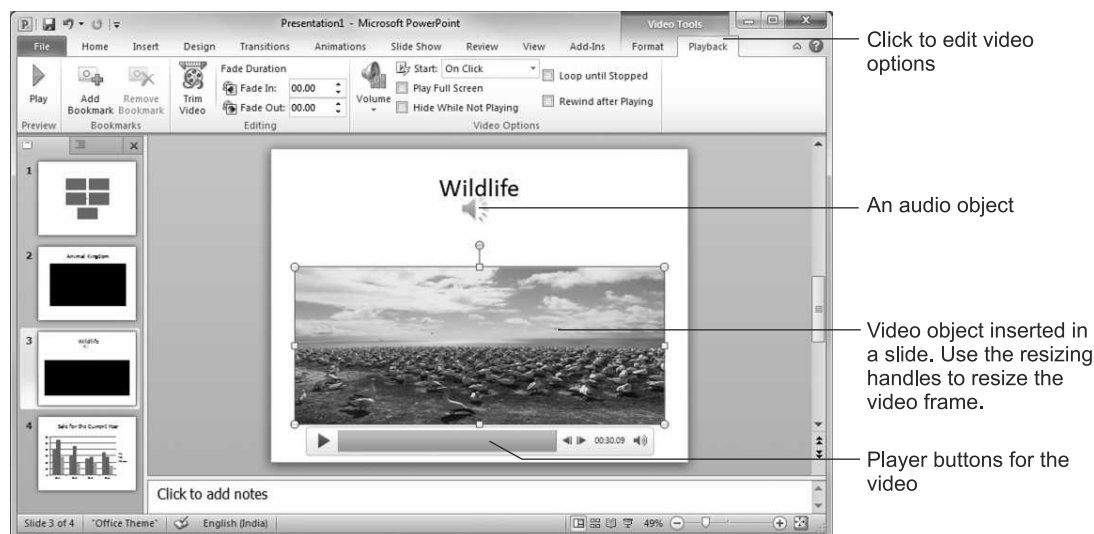 Presentation1 - Microsoft PowerPoint
Video Tools
File Home Insert Design Transitions Animations Slide Show Review View Add-Ins Format Playback
Play
Preview
Add
Bookmark
Remove
Bookmark
Bookmarks
Trim
Video
Fade Duration
Fade In: 00.00
Fade Out: 00.00
Editing
Volume
Start: On Click
Play Full Screen
Hide While Not Playing
Loop until Stopped
Rewind after Playing
Video Options
Click to edit video
options
1
2
Animal Kingdom
3
Wildlife
4
Sale for the Current Year
Wildlife
An audio object
Video object inserted in
a slide. Use the resizing
handles to resize the
video frame.
00:30.09
Player buttons for the
video
Click to add notes
Slide 3 of 4 "Office Theme" English (India) 49%